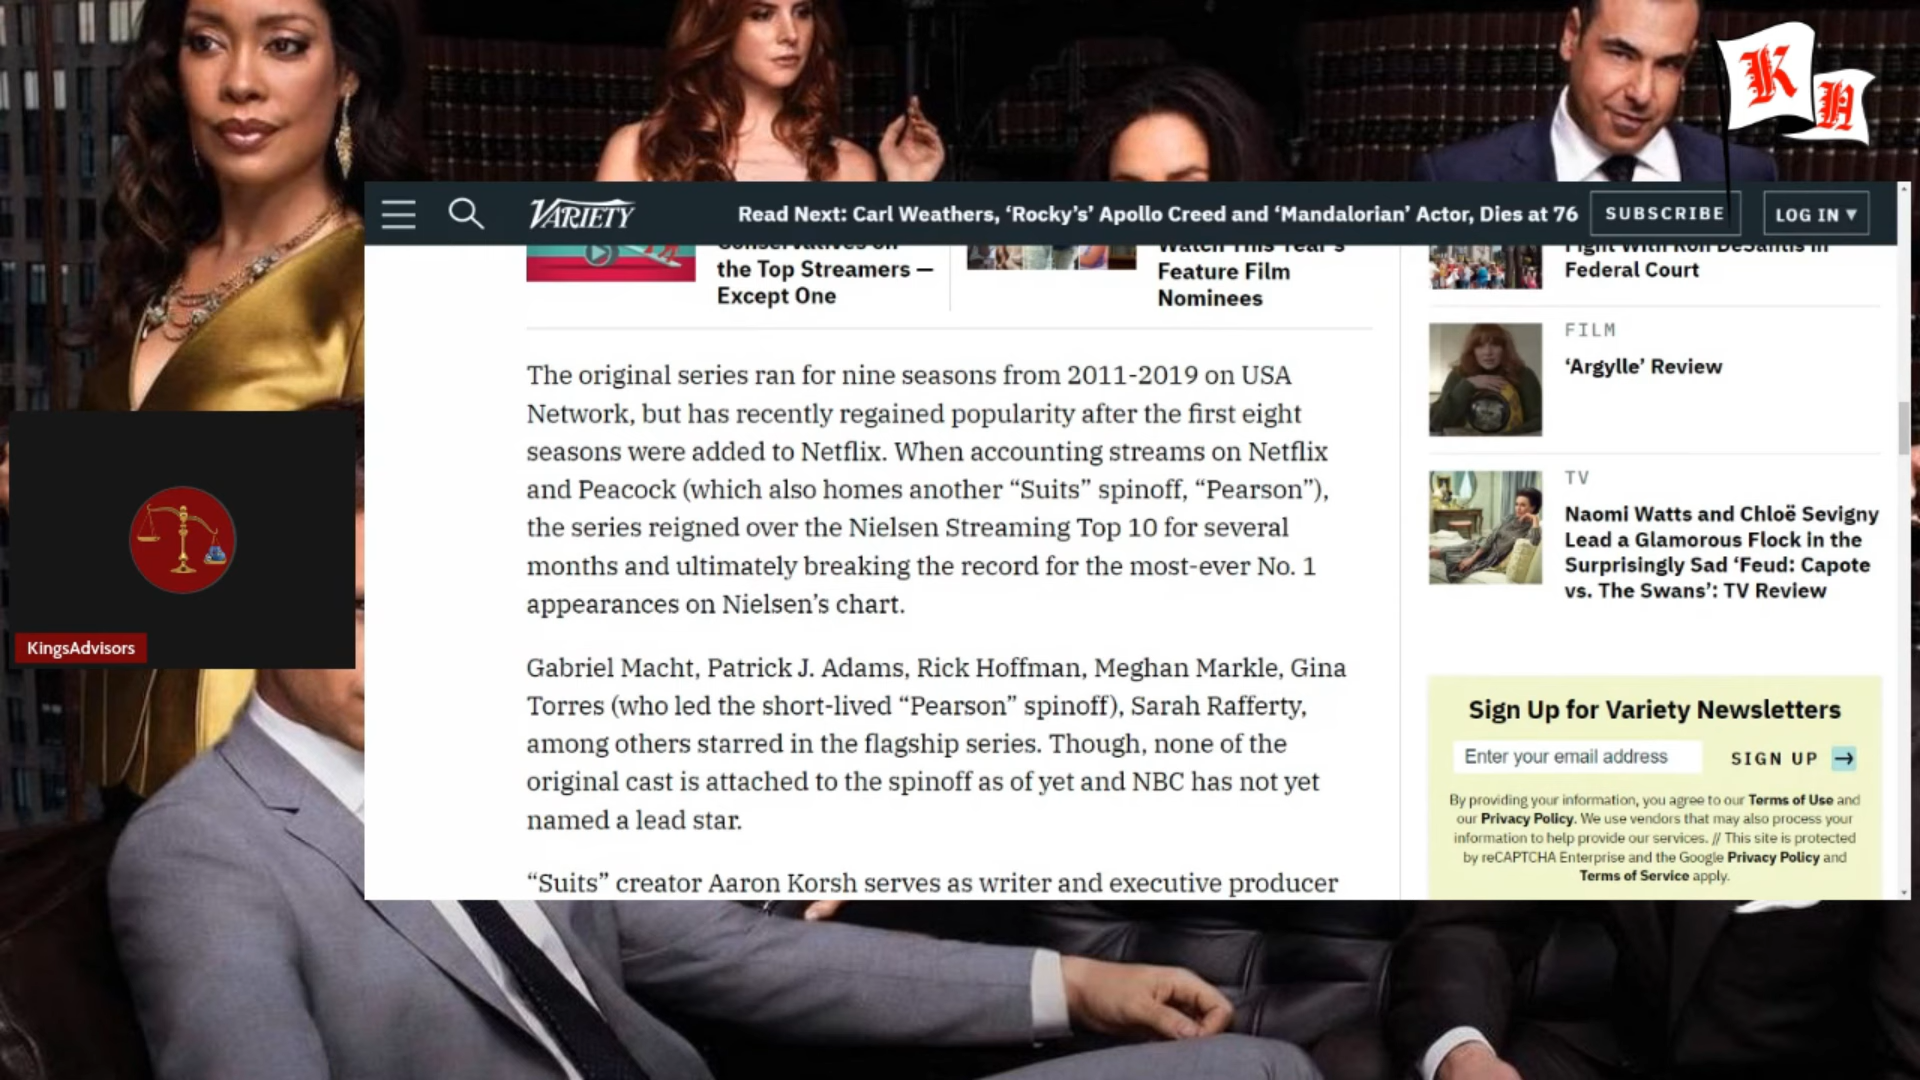 K
H
VARIETY
Read Next: Carl Weathers, ‘Rocky’s’ Apollo Creed and ‘Mandalorian’ Actor, Dies at 76
SUBSCRIBE
LOG IN ▾
Conservatives on
the Top Streamers —
Except One
Watch This Year’s
Feature Film
Nominees
Fight With Ron DeSantis in
Federal Court
FILM
‘Argylle’ Review
TV
Naomi Watts and Chloë Sevigny
Lead a Glamorous Flock in the
Surprisingly Sad ‘Feud: Capote
vs. The Swans’: TV Review
The original series ran for nine seasons from 2011-2019 on USA
Network, but has recently regained popularity after the first eight
seasons were added to Netflix. When accounting streams on Netflix
and Peacock (which also homes another “Suits” spinoff, “Pearson”),
the series reigned over the Nielsen Streaming Top 10 for several
months and ultimately breaking the record for the most-ever No. 1
appearances on Nielsen’s chart.
Gabriel Macht, Patrick J. Adams, Rick Hoffman, Meghan Markle, Gina
Torres (who led the short-lived “Pearson” spinoff), Sarah Rafferty,
among others starred in the flagship series. Though, none of the
original cast is attached to the spinoff as of yet and NBC has not yet
named a lead star.
“Suits” creator Aaron Korsh serves as writer and executive producer
Sign Up for Variety Newsletters
Enter your email address
SIGN UP →
By providing your information, you agree to our Terms of Use and
our Privacy Policy. We use vendors that may also process your
information to help provide our services. // This site is protected
by reCAPTCHA Enterprise and the Google Privacy Policy and
Terms of Service apply.
KingsAdvisors